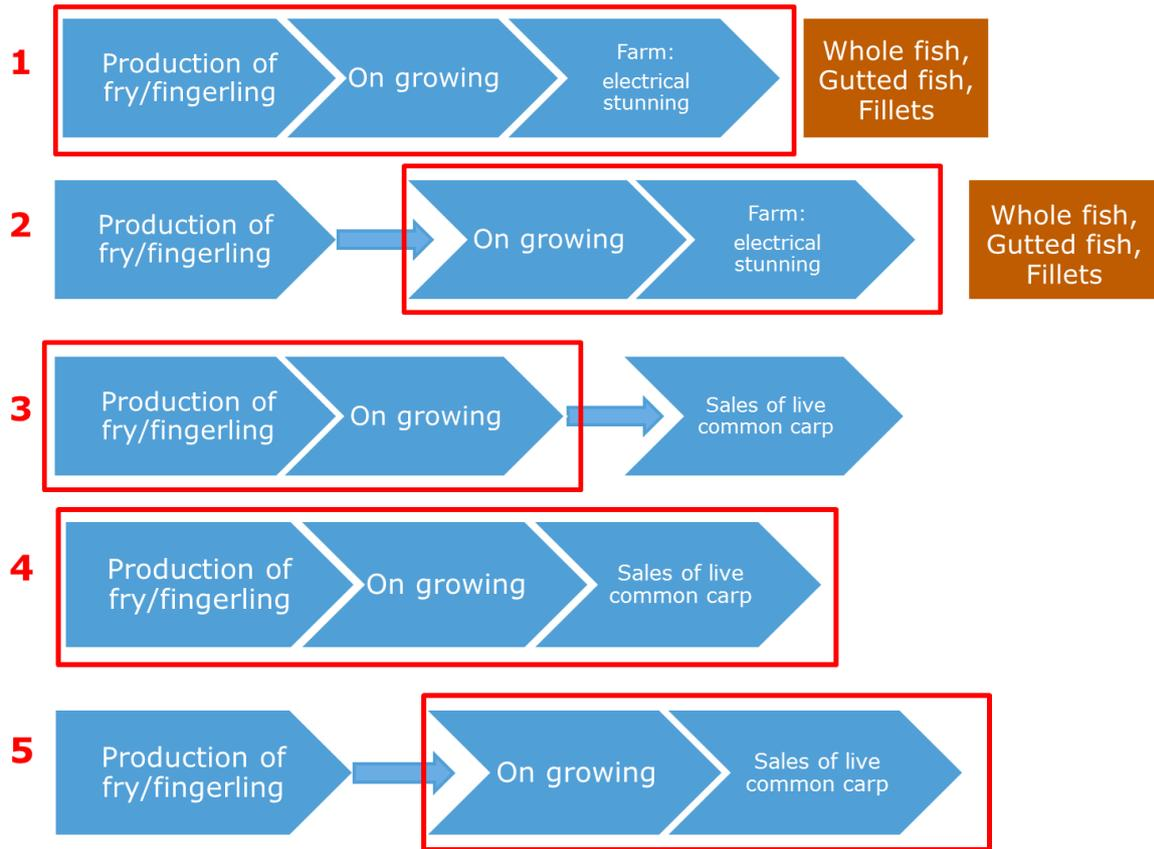 1
Production of
fry/fingerling
On growing
Farm:
electrical
stunning
Whole fish,
Gutted fish,
Fillets
2
Production of
fry/fingerling
On growing
Farm:
electrical
stunning
Whole fish,
Gutted fish,
Fillets
3
Production of
fry/fingerling
On growing
Sales of live
common carp
4
Production of
fry/fingerling
On growing
Sales of live
common carp
5
Production of
fry/fingerling
On growing
Sales of live
common carp